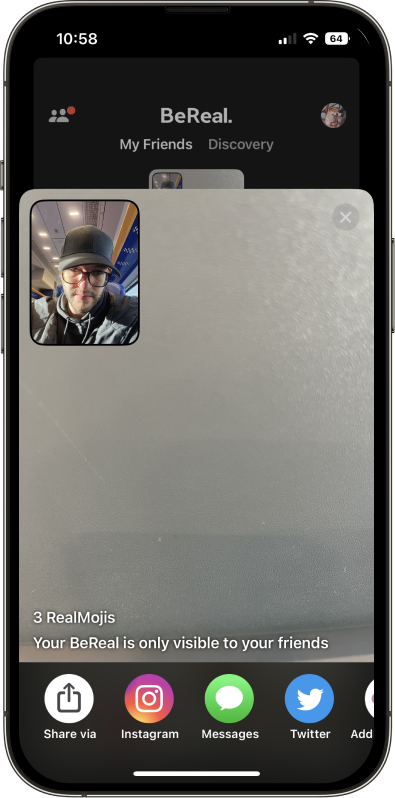 10:58
64
BeReal.
My Friends Discovery
3 RealMojis
Your BeReal is only visible to your friends
Share via Instagram Messages Twitter Add